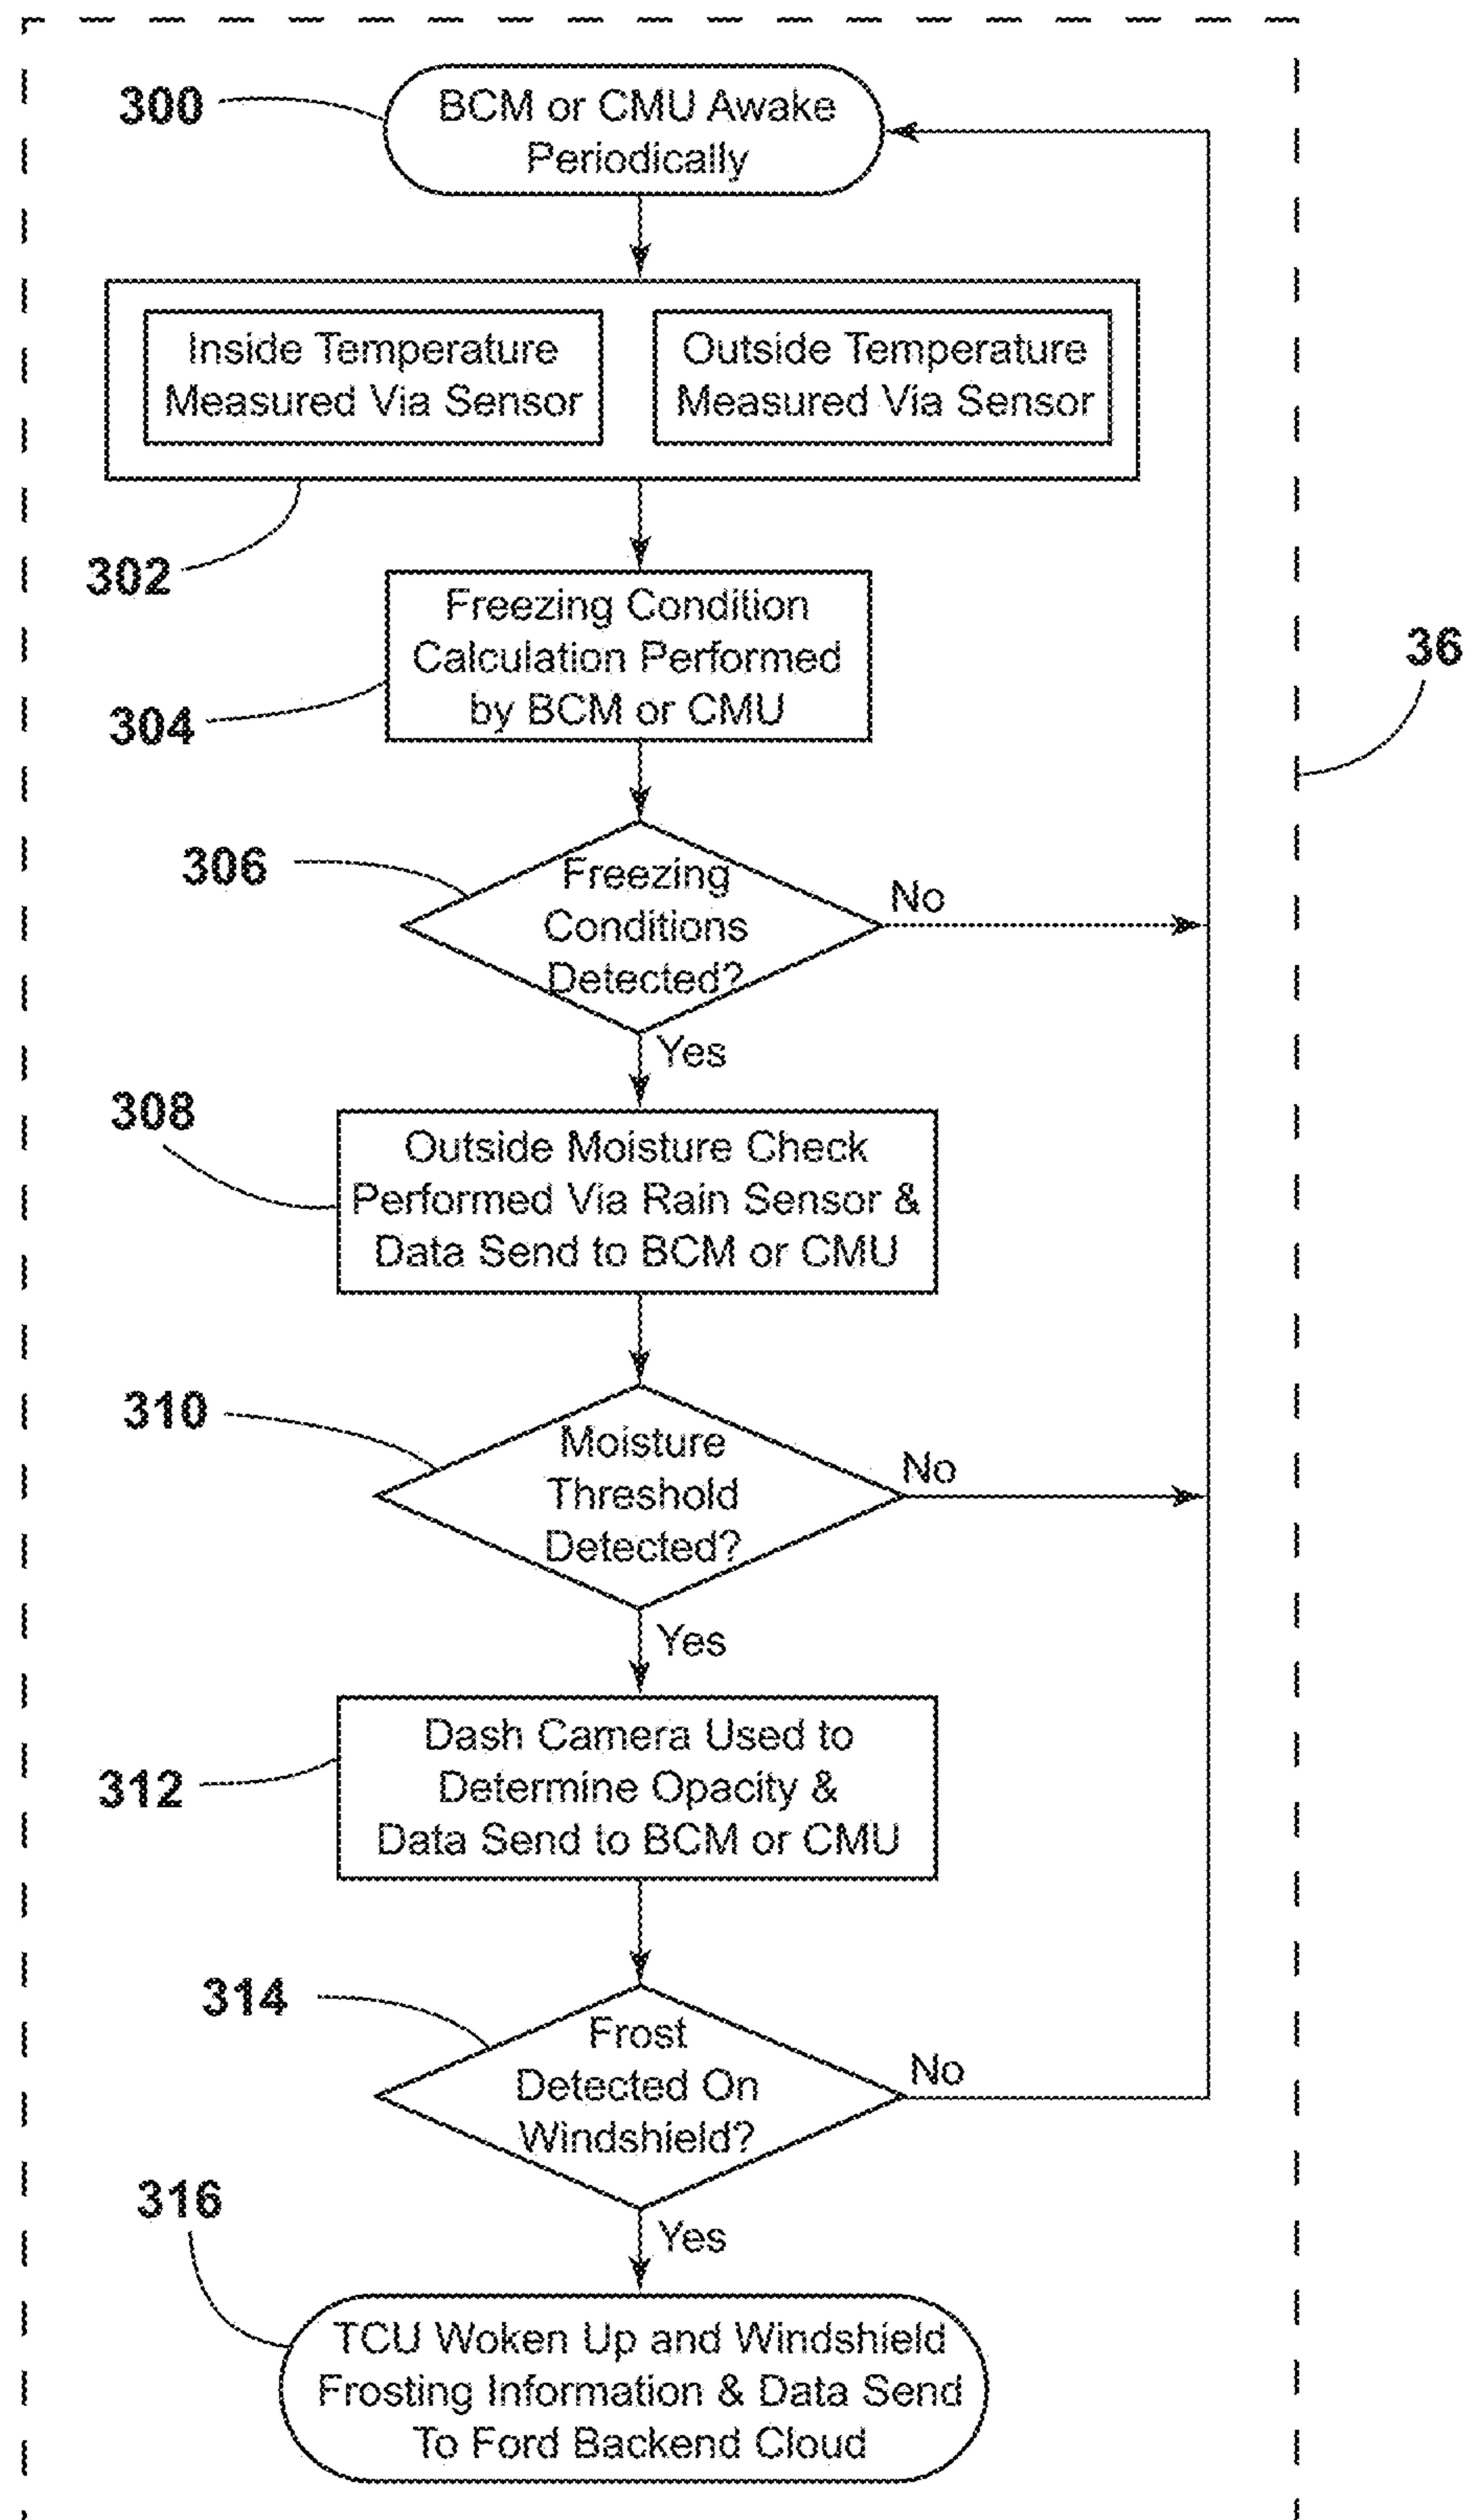 300
BCM or CMU Awake
Periodically
Inside Temperature
Measured Via Sensor
Outside Temperature
Measured Via Sensor
302
Freezing Condition
Calculation Performed
by BCM or CMU
304
36
306
Freezing
Conditions
Detected?
No
Yes
308
Outside Moisture Check
Performed Via Rain Sensor &
Data Send to BCM or CMU
310
Moisture
Threshold
Detected?
No
Yes
312
Dash Camera Used to
Determine Opacity &
Data Send to BCM or CMU
314
Frost
Detected On
Windshield?
No
Yes
316
TCU Woken Up and Windshield
Frosting Information & Data Send
To Ford Backend Cloud